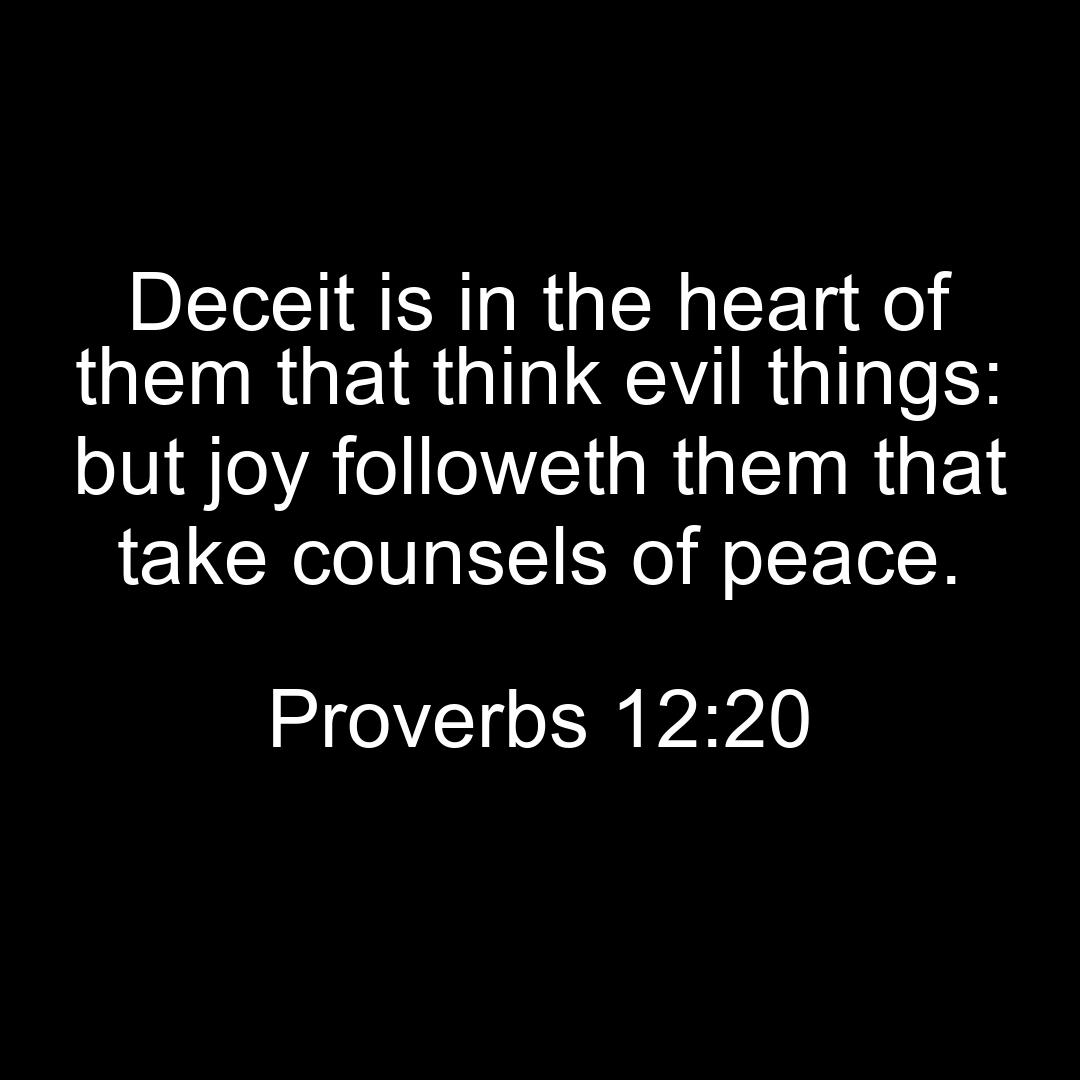 Deceit is in the heart of
them that think evil things:
but joy followeth them that
take counsels of peace.
Proverbs 12:20